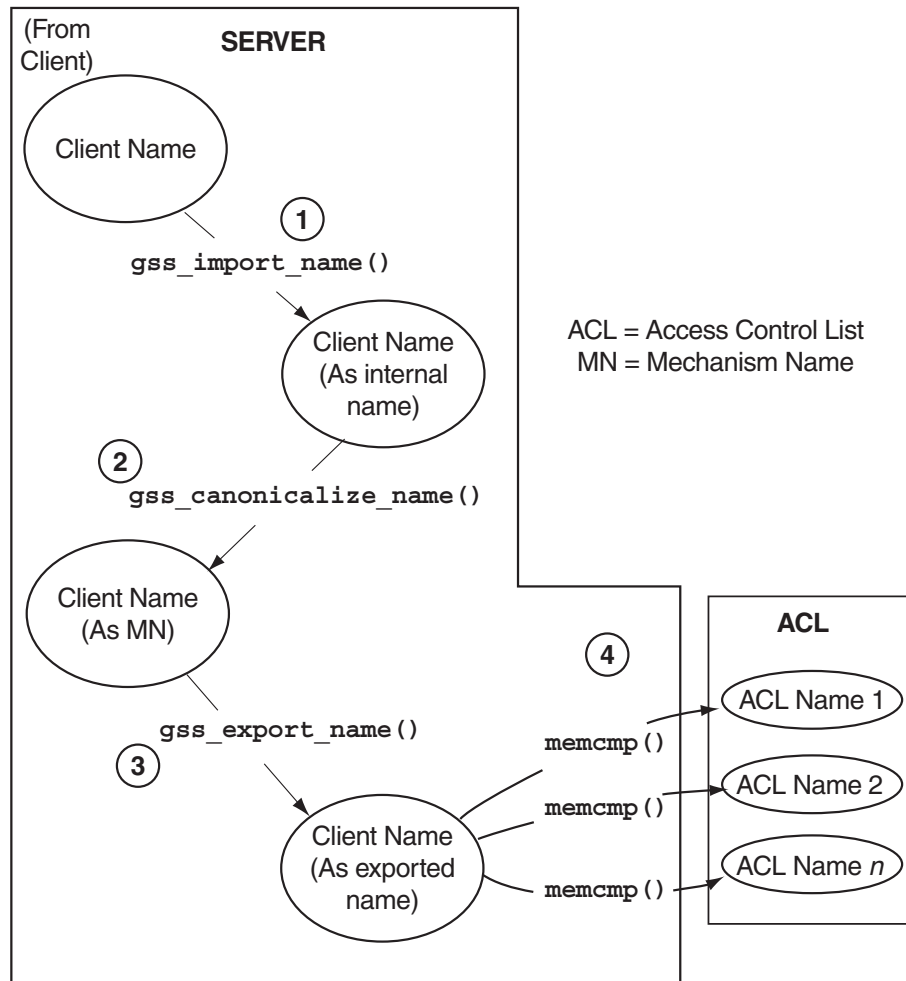 (From
Client)
SERVER
Client Name
1
gss_import_name()
Client Name
(As internal
name)
ACL = Access Control List
MN = Mechanism Name
2
gss_canonicalize_name()
Client Name
(As MN)
4
ACL
ACL Name 1
gss_export_name()
memcmp()
3
ACL Name 2
memcmp()
Client Name
(As exported
name)
ACL Name n
memcmp()